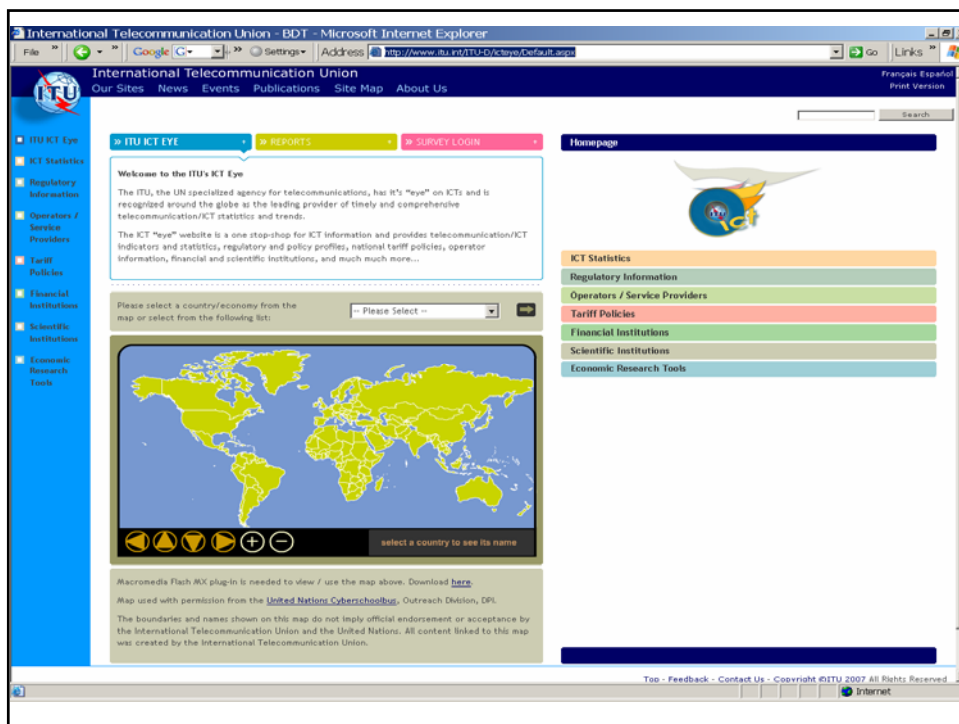 International Telecommunication Union - BDT - Microsoft Internet Explorer
File » » Google G » Settings Address http://www.itu.int/ITU-D/icteye/Default.aspx Go Links »
International Telecommunication Union
Français Español
Our Sites News Events Publications Site Map About Us
Print Version
ITU
Search
ITU ICT Eye
ICT Statistics
Regulatory
Information
Operators /
Service
Providers
Tariff
Policies
Financial
Institutions
Scientific
Institutions
Economic
Research
Tools
» ITU ICT EYE
» REPORTS
» SURVEY LOGIN
Welcome to the ITU's ICT Eye
The ITU, the UN specialized agency for telecommunications, has it's "eye" on ICTs and is
recognized around the globe as the leading provider of timely and comprehensive
telecommunication/ICT statistics and trends.
The ICT "eye" website is a one stop-shop for ICT information and provides telecommunication/ICT
indicators and statistics, regulatory and policy profiles, national tariff policies, operator
information, financial and scientific institutions, and much much more...
Please select a country/economy from the
map or select from the following list:
-- Please Select --
select a country to see its name
Macromedia Flash MX plug-in is needed to view / use the map above. Download here.
Map used with permission from the United Nations Cyberschoolbus, Outreach Division, DPI.
The boundaries and names shown on this map do not imply official endorsement or acceptance by
the International Telecommunication Union and the United Nations. All content linked to this map
was created by the International Telecommunication Union.
Homepage
itu
ict
ICT Statistics
Regulatory Information
Operators / Service Providers
Tariff Policies
Financial Institutions
Scientific Institutions
Economic Research Tools
Top - Feedback - Contact Us - Copyright ©ITU 2007 All Rights Reserved
Internet